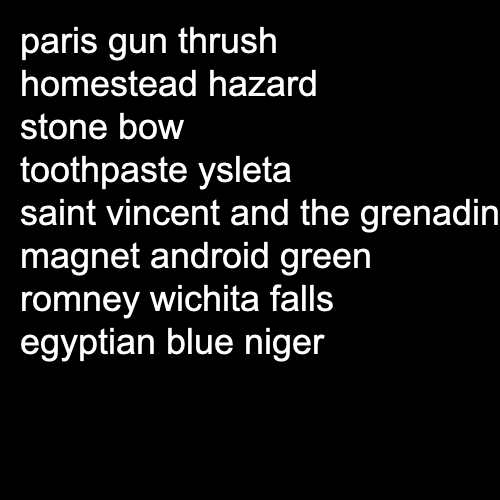 paris gun thrush
homestead hazard
stone bow
toothpaste ysleta
saint vincent and the grenadin
magnet android green
romney wichita falls
egyptian blue niger